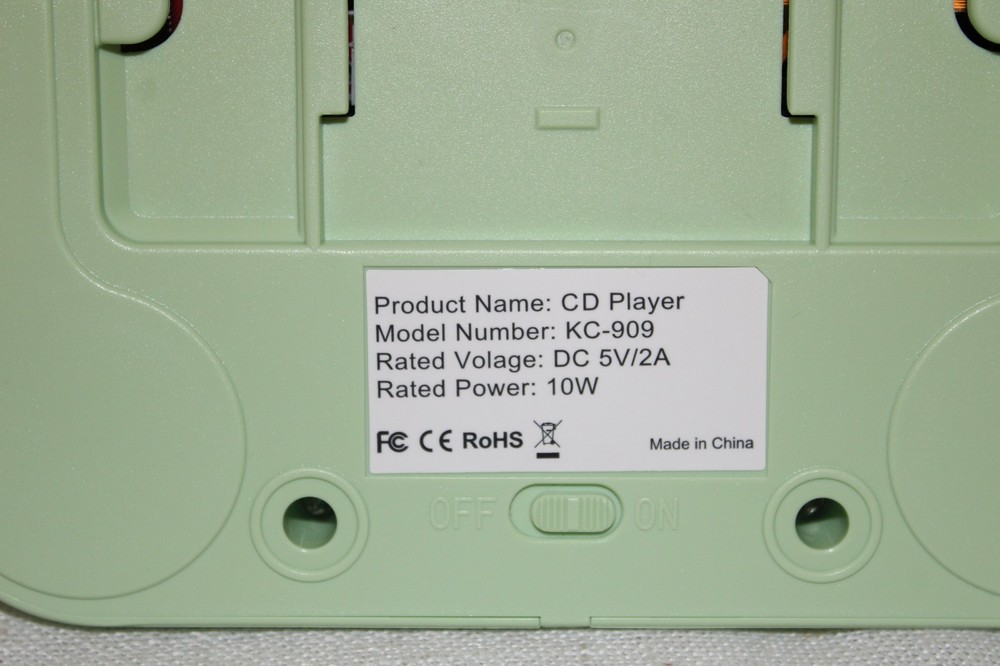 Product Name: CD Player
Model Number: KC-909
Rated Volage: DC 5V/2A
Rated Power: 10W
FC CE RoHS
Made in China
OFF ON